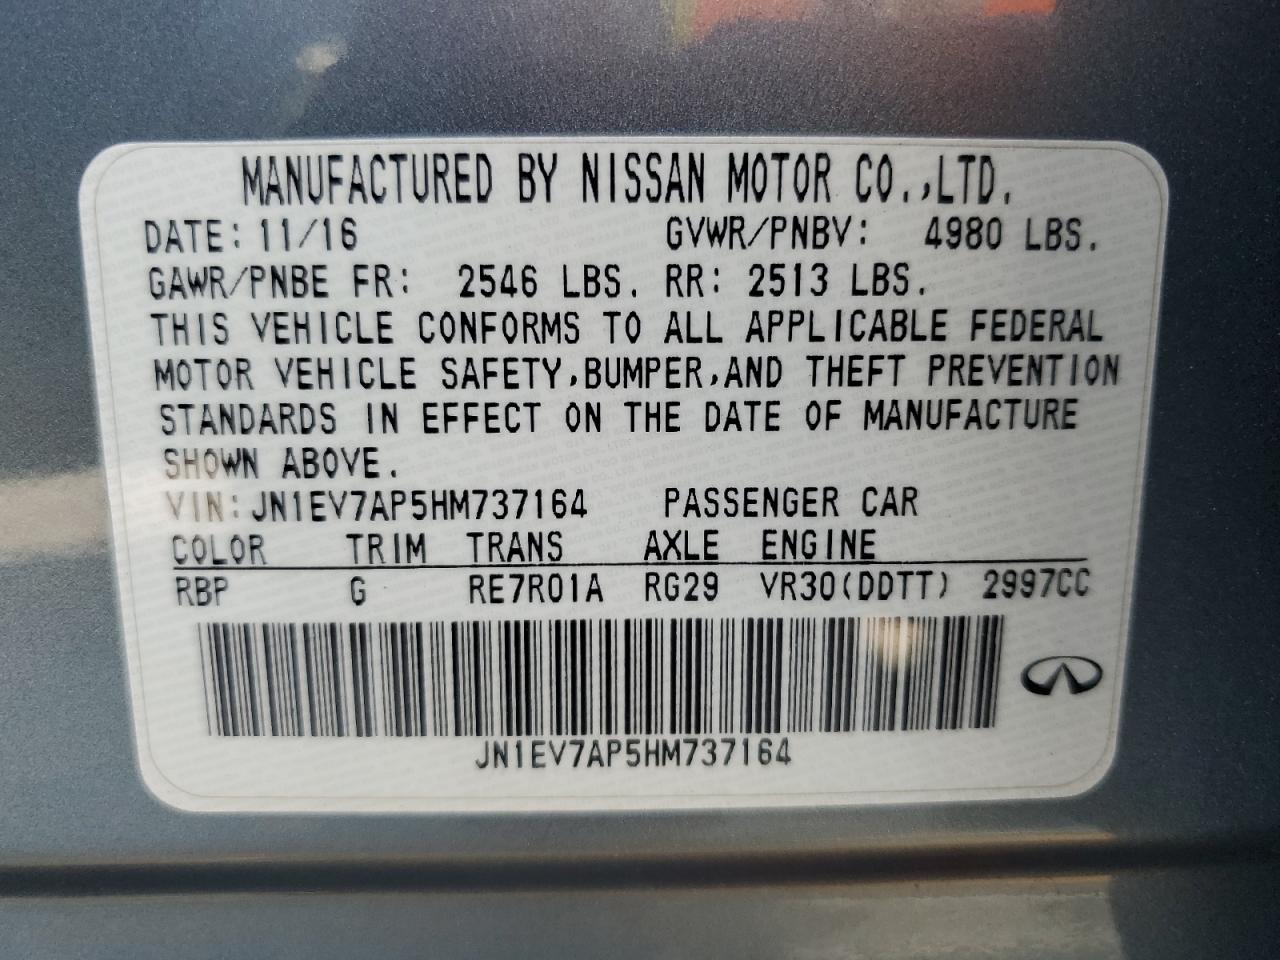 MANUFACTURED BY NISSAN MOTOR CO.,LTD.
DATE: 11/16 GVWR/PNBV: 4980 LBS.
GAWR/PNBE FR: 2546 LBS. RR: 2513 LBS.
THIS VEHICLE CONFORMS TO ALL APPLICABLE FEDERAL
MOTOR VEHICLE SAFETY,BUMPER,AND THEFT PREVENTION
STANDARDS IN EFFECT ON THE DATE OF MANUFACTURE
SHOWN ABOVE.
VIN: JN1EV7AP5HM737164 PASSENGER CAR
COLOR TRIM TRANS AXLE ENGINE
RBP G RE7R01A RG29 VR30(DDTT) 2997CC
JN1EV7AP5HM737164